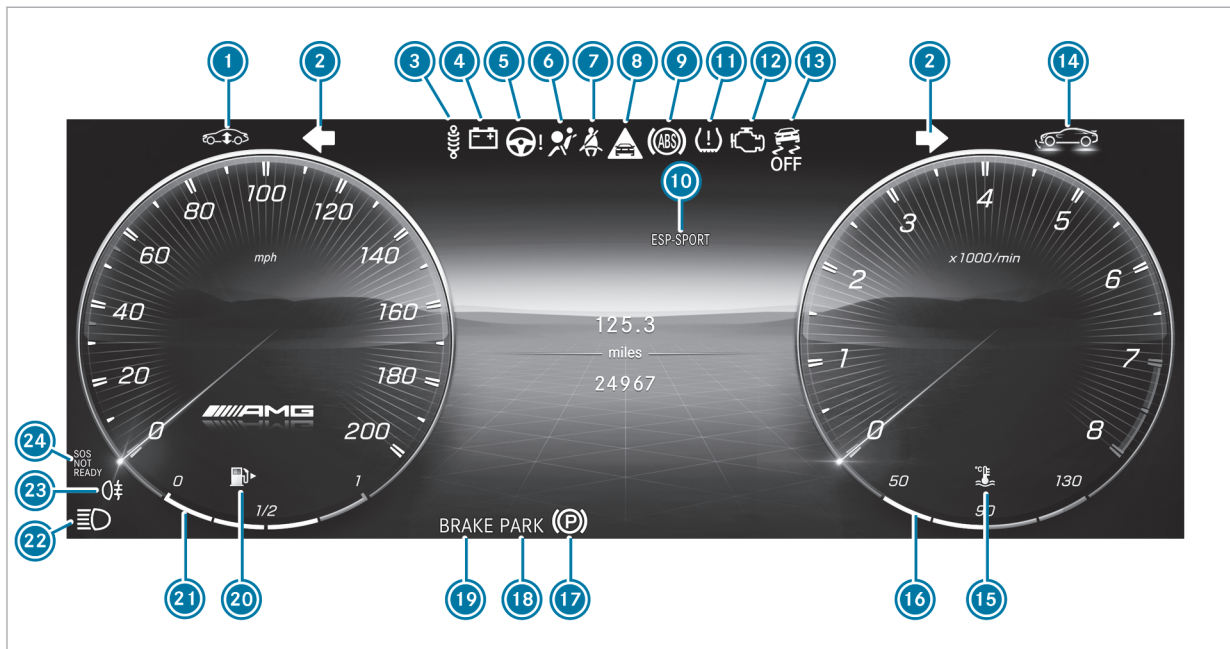 1 2 3 4 5 6 7 8 9 11 12 13 2 14
ABS
OFF
10
ESP-SPORT
0 20 40 60 80 100 120 140 160 180 200
mph
AMG
0 1 2 3 4 5 6 7 8
x1000/min
125.3
miles
24967
24
SOS
NOT
READY
23
22
0 1/2 1
50 90 130
°C
BRAKE PARK P
21 20 19 18 17 16 15